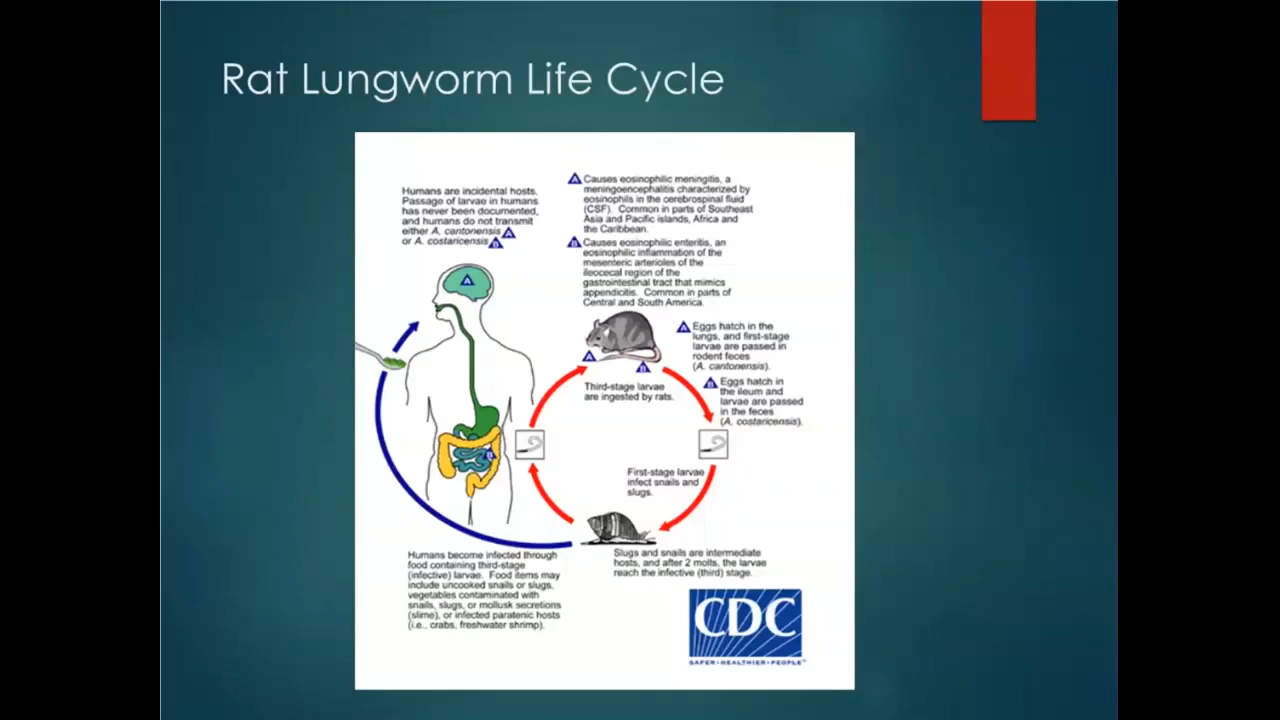 Rat Lungworm Life Cycle
Humans are incidental hosts.
Passage of larvae in humans
has never been documented,
and humans do not transmit
either A. cantonensis A
or A. costaricensis B
A Causes eosinophilic meningitis, a
meningoencephalitis characterized by
eosinophils in the cerebrospinal fluid
(CSF). Common in parts of Southeast
Asia and Pacific islands, Africa and
the Caribbean.
B Causes eosinophilic enteritis, an
eosinophilic inflamation of the
mesenteric arterioles of the
ileocecal region of the
gastrointestinal tract that mimics
appendicitis. Common in parts of
Central and South America.
A
A
B
A Eggs hatch in the
lungs, and first-stage
larvae are passed in
rodent feces
(A. cantonensis).
B Eggs hatch in
the ileum and
larvae are passed
in the feces
(A. costaricensis).
Third-stage larvae
are ingested by rats.
B
First-stage larvae
infect snails and
slugs.
Humans become infected through
food containing third-stage
(infective) larvae. Food items may
include uncooked snails or slugs,
vegetables contaminated with
snails, slugs, or mollusk secretions
(slime), or infected paratenic hosts
(i.e., crabs, freshwater shrimp).
Slugs and snails are intermediate
hosts, and after 2 molts, the larvae
reach the infective (third) stage.
CDC
SAFER•HEALTHIER•PEOPLE™